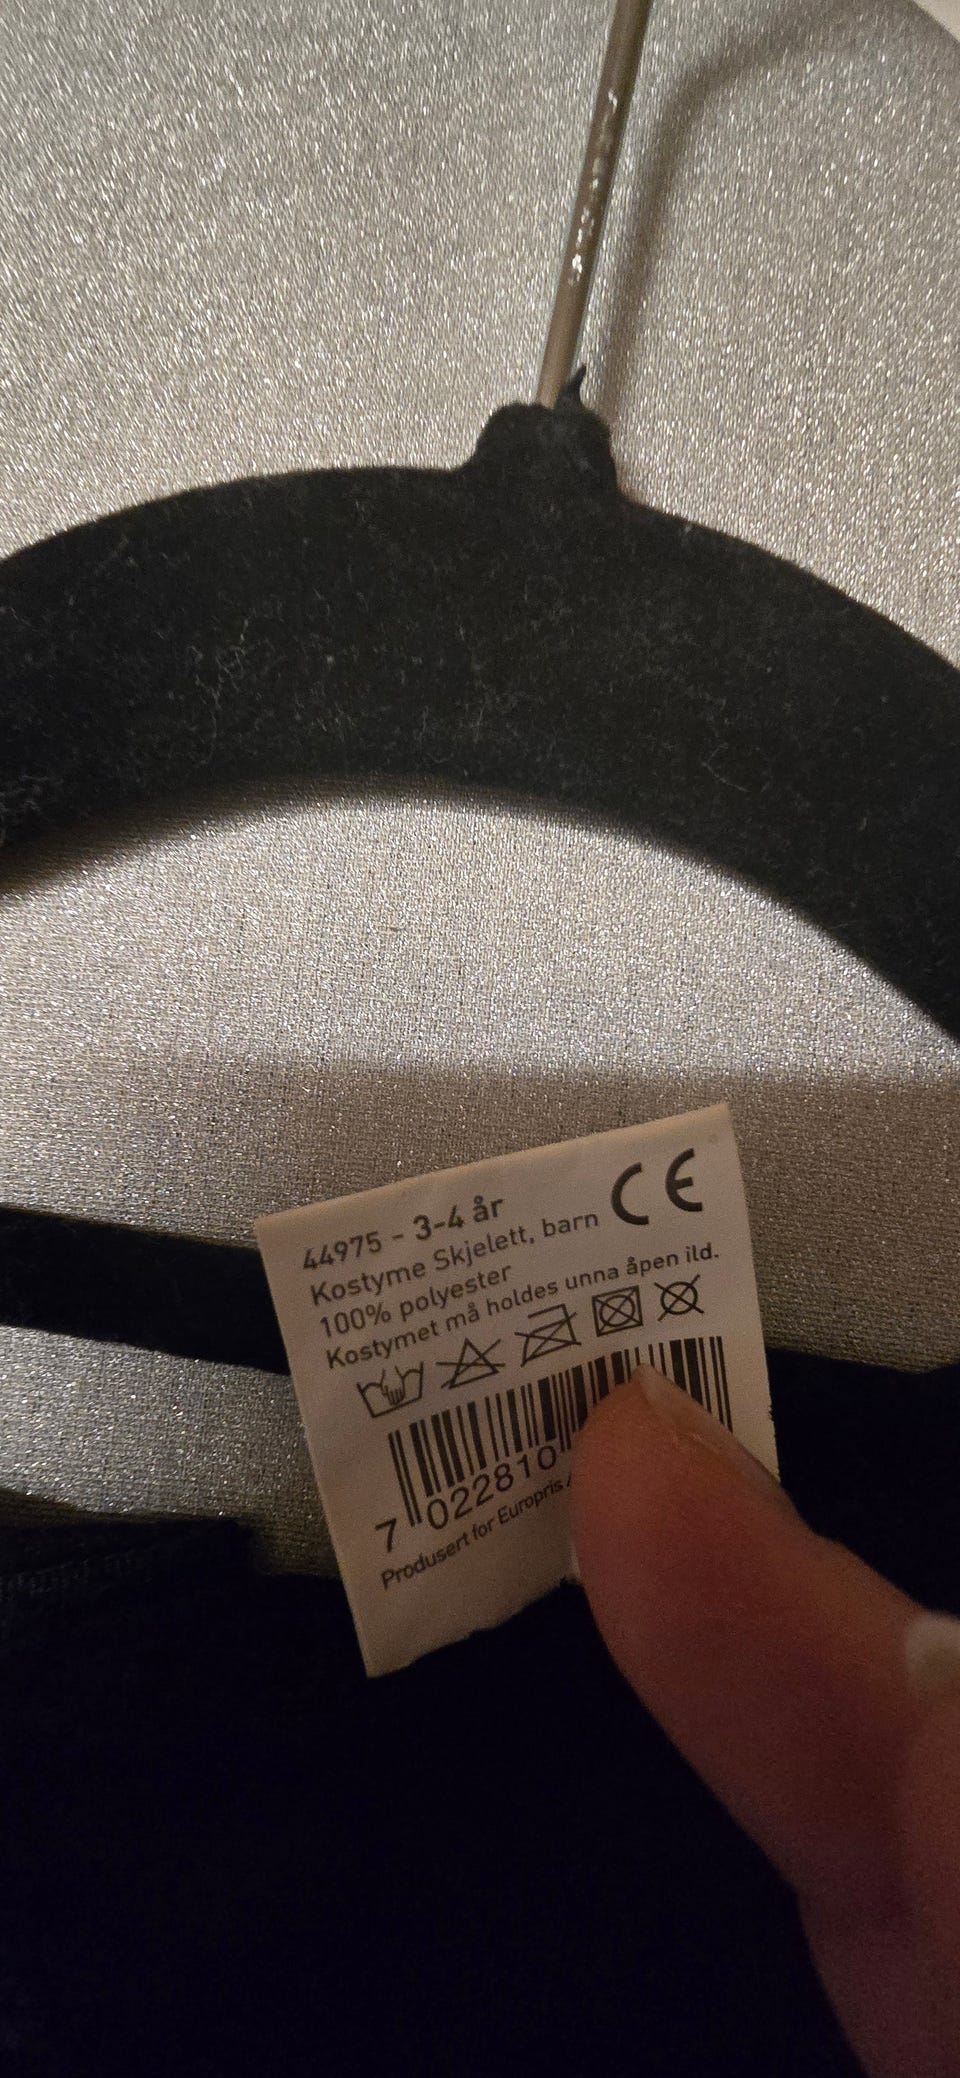 44975 - 3-4 år
CE
Kostyme Skjelett, barn
100% polyester
Kostymet må holdes unna åpen ild.
7 022810
Produsert for Europris